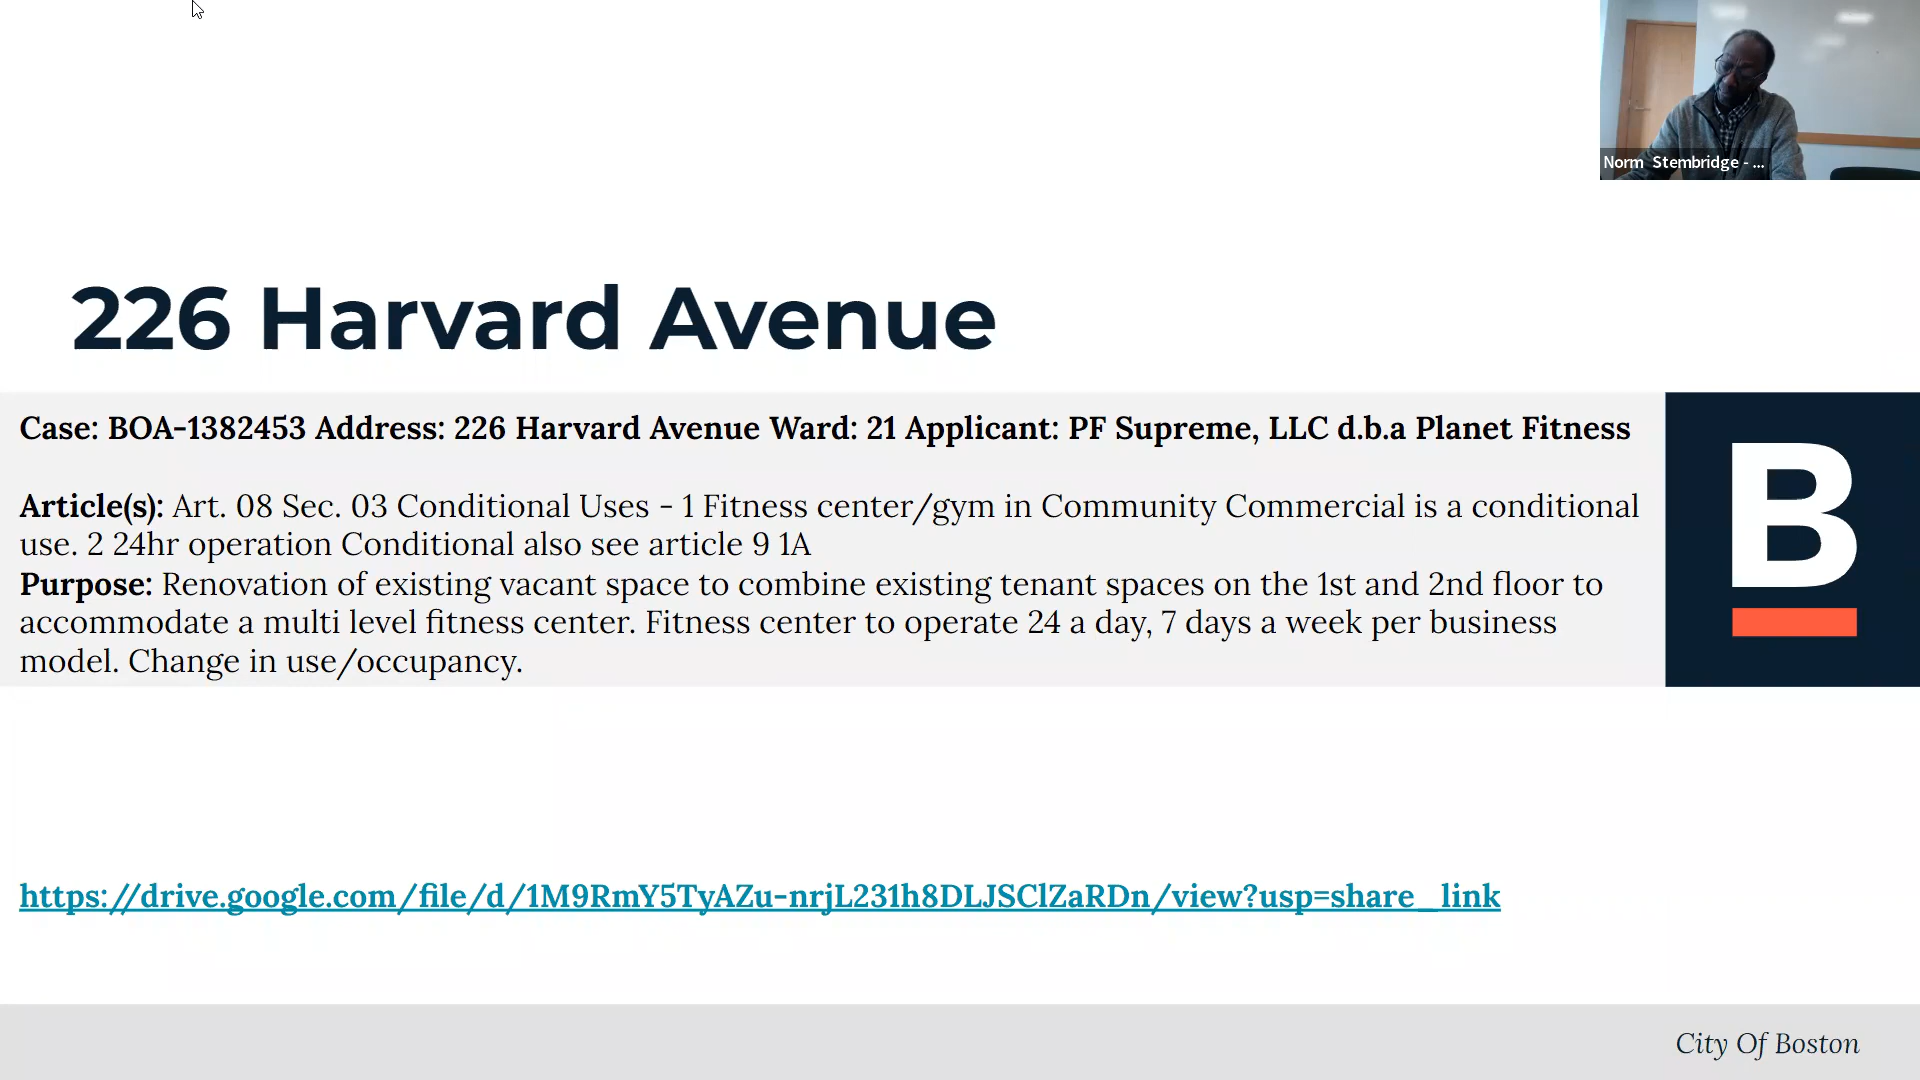 Norm Stembridge - ...
226 Harvard Avenue
Case: BOA-1382453 Address: 226 Harvard Avenue Ward: 21 Applicant: PF Supreme, LLC d.b.a Planet Fitness
Article(s): Art. 08 Sec. 03 Conditional Uses - 1 Fitness center/gym in Community Commercial is a conditional
use. 2 24hr operation Conditional also see article 9 1A
Purpose: Renovation of existing vacant space to combine existing tenant spaces on the 1st and 2nd floor to
accommodate a multi level fitness center. Fitness center to operate 24 a day, 7 days a week per business
model. Change in use/occupancy.
B
https://drive.google.com/file/d/1M9RmY5TyAZu-nrjL231h8DLJSClZaRDn/view?usp=share_link
City Of Boston